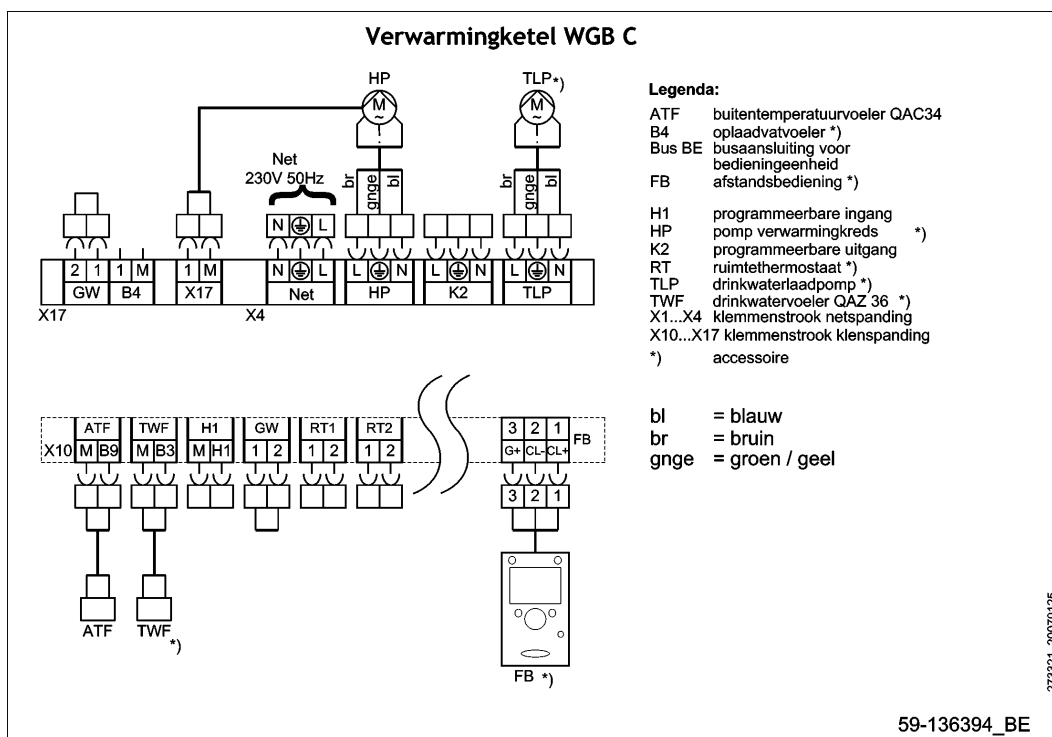 Verwarmingketel WGB C
HP
TLP *)
M
~
M
~
Net
230V 50Hz
br
gnge
bl
br
gnge
bl
N L
2 1 1 M 1 M N L L N L N L N
GW B4 X17 Net HP K2 TLP
X17 X4
Legenda:
ATF buitentemperatuurvoeler QAC34
B4 oplaadvatvoeler *)
Bus BE busaansluiting voor
bedieningeenheid
FB afstandsbediening *)
H1 programmeerbare ingang
HP pomp verwarmingkreds *)
K2 programmeerbare uitgang
RT ruimtethermostaat *)
TLP drinkwaterlaadpomp *)
TWF drinkwatervoeler QAZ 36 *)
X1...X4 klemmenstrook netspanding
X10...X17 klemmenstrook klenspanding
*) accessoire
bl = blauw
br = bruin
gnge = groen / geel
ATF TWF H1 GW RT1 RT2 3 2 1 FB
X10 M B9 M B3 M H1 1 2 1 2 1 2 G+ CL- CL+
3 2 1
ATF TWF *)
FB *)
273321_20070125
59-136394_BE